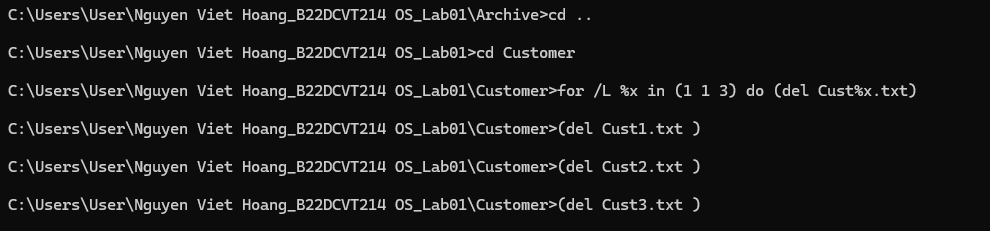 C:\Users\User\Nguyen Viet Hoang_B22DCVT214 OS_Lab01\Archive>cd ..
C:\Users\User\Nguyen Viet Hoang_B22DCVT214 OS_Lab01>cd Customer
C:\Users\User\Nguyen Viet Hoang_B22DCVT214 OS_Lab01\Customer>for /L %x in (1 1 3) do (del Cust%x.txt)
C:\Users\User\Nguyen Viet Hoang_B22DCVT214 OS_Lab01\Customer>(del Cust1.txt )
C:\Users\User\Nguyen Viet Hoang_B22DCVT214 OS_Lab01\Customer>(del Cust2.txt )
C:\Users\User\Nguyen Viet Hoang_B22DCVT214 OS_Lab01\Customer>(del Cust3.txt )